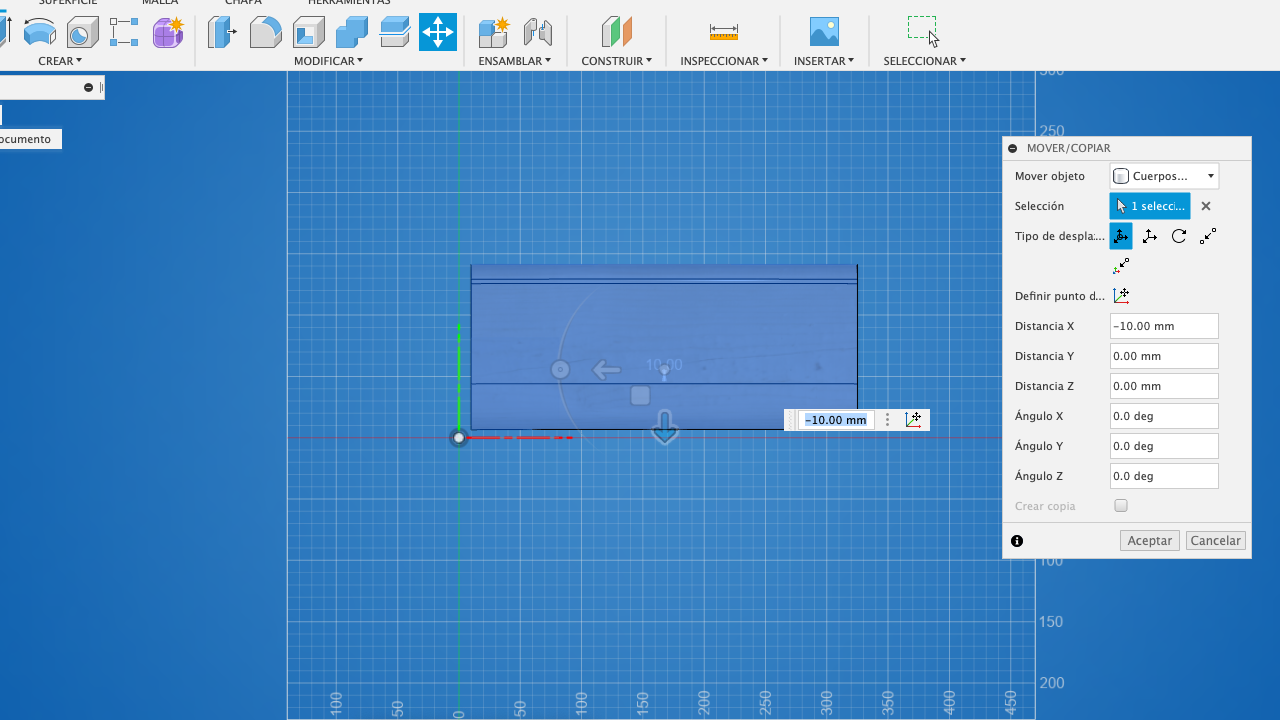 SUPERFICIE MALLA CHAPA HERRAMIENTAS
CREAR MODIFICAR ENSAMBLAR CONSTRUIR INSPECCIONAR INSERTAR SELECCIONAR
ocumento
300
250
MOVER/COPIAR
Mover objeto Cuerpos...
Selección 1 selecci...
Tipo de despla:...
Definir punto d...
Distancia X −10.00 mm
Distancia Y 0.00 mm
Distancia Z 0.00 mm
Ángulo X 0.0 deg
Ángulo Y 0.0 deg
Ángulo Z 0.0 deg
Crear copia
Aceptar Cancelar
10.00
−10.00 mm
100
150
200
100 50 0 50 100 150 200 250 300 350 400 450